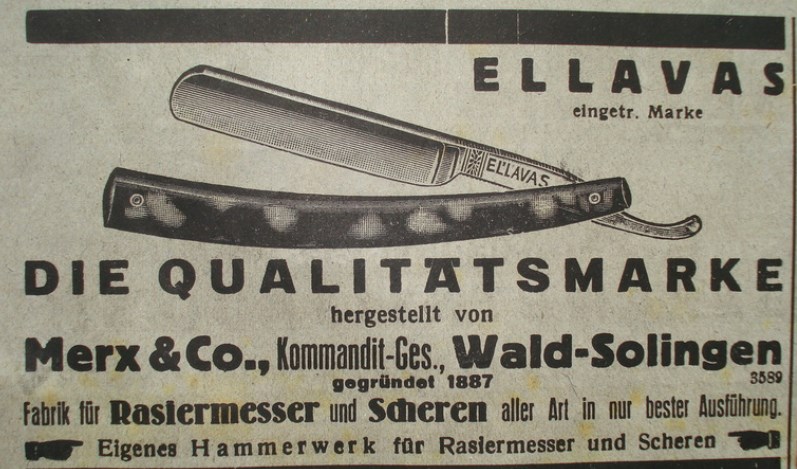 ELLAVAS
eingetr. Marke
ELLAVAS
DIE QUALITÄTSMARKE
hergestellt von
Merx & Co., Kommandit-Ges., Wald-Solingen
gegründet 1887
3589
Fabrik für Rasiermesser und Scheren aller Art in nur bester Ausführung.
Eigenes Hammerwerk für Rasiermesser und Scheren